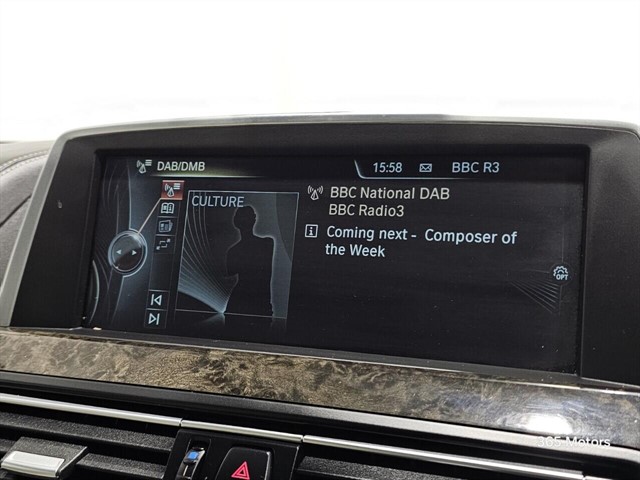 DAB/DMB
15:58 BBC R3
CULTURE
BBC National DAB
BBC Radio3
Coming next - Composer of
the Week
OPT
365 Motors